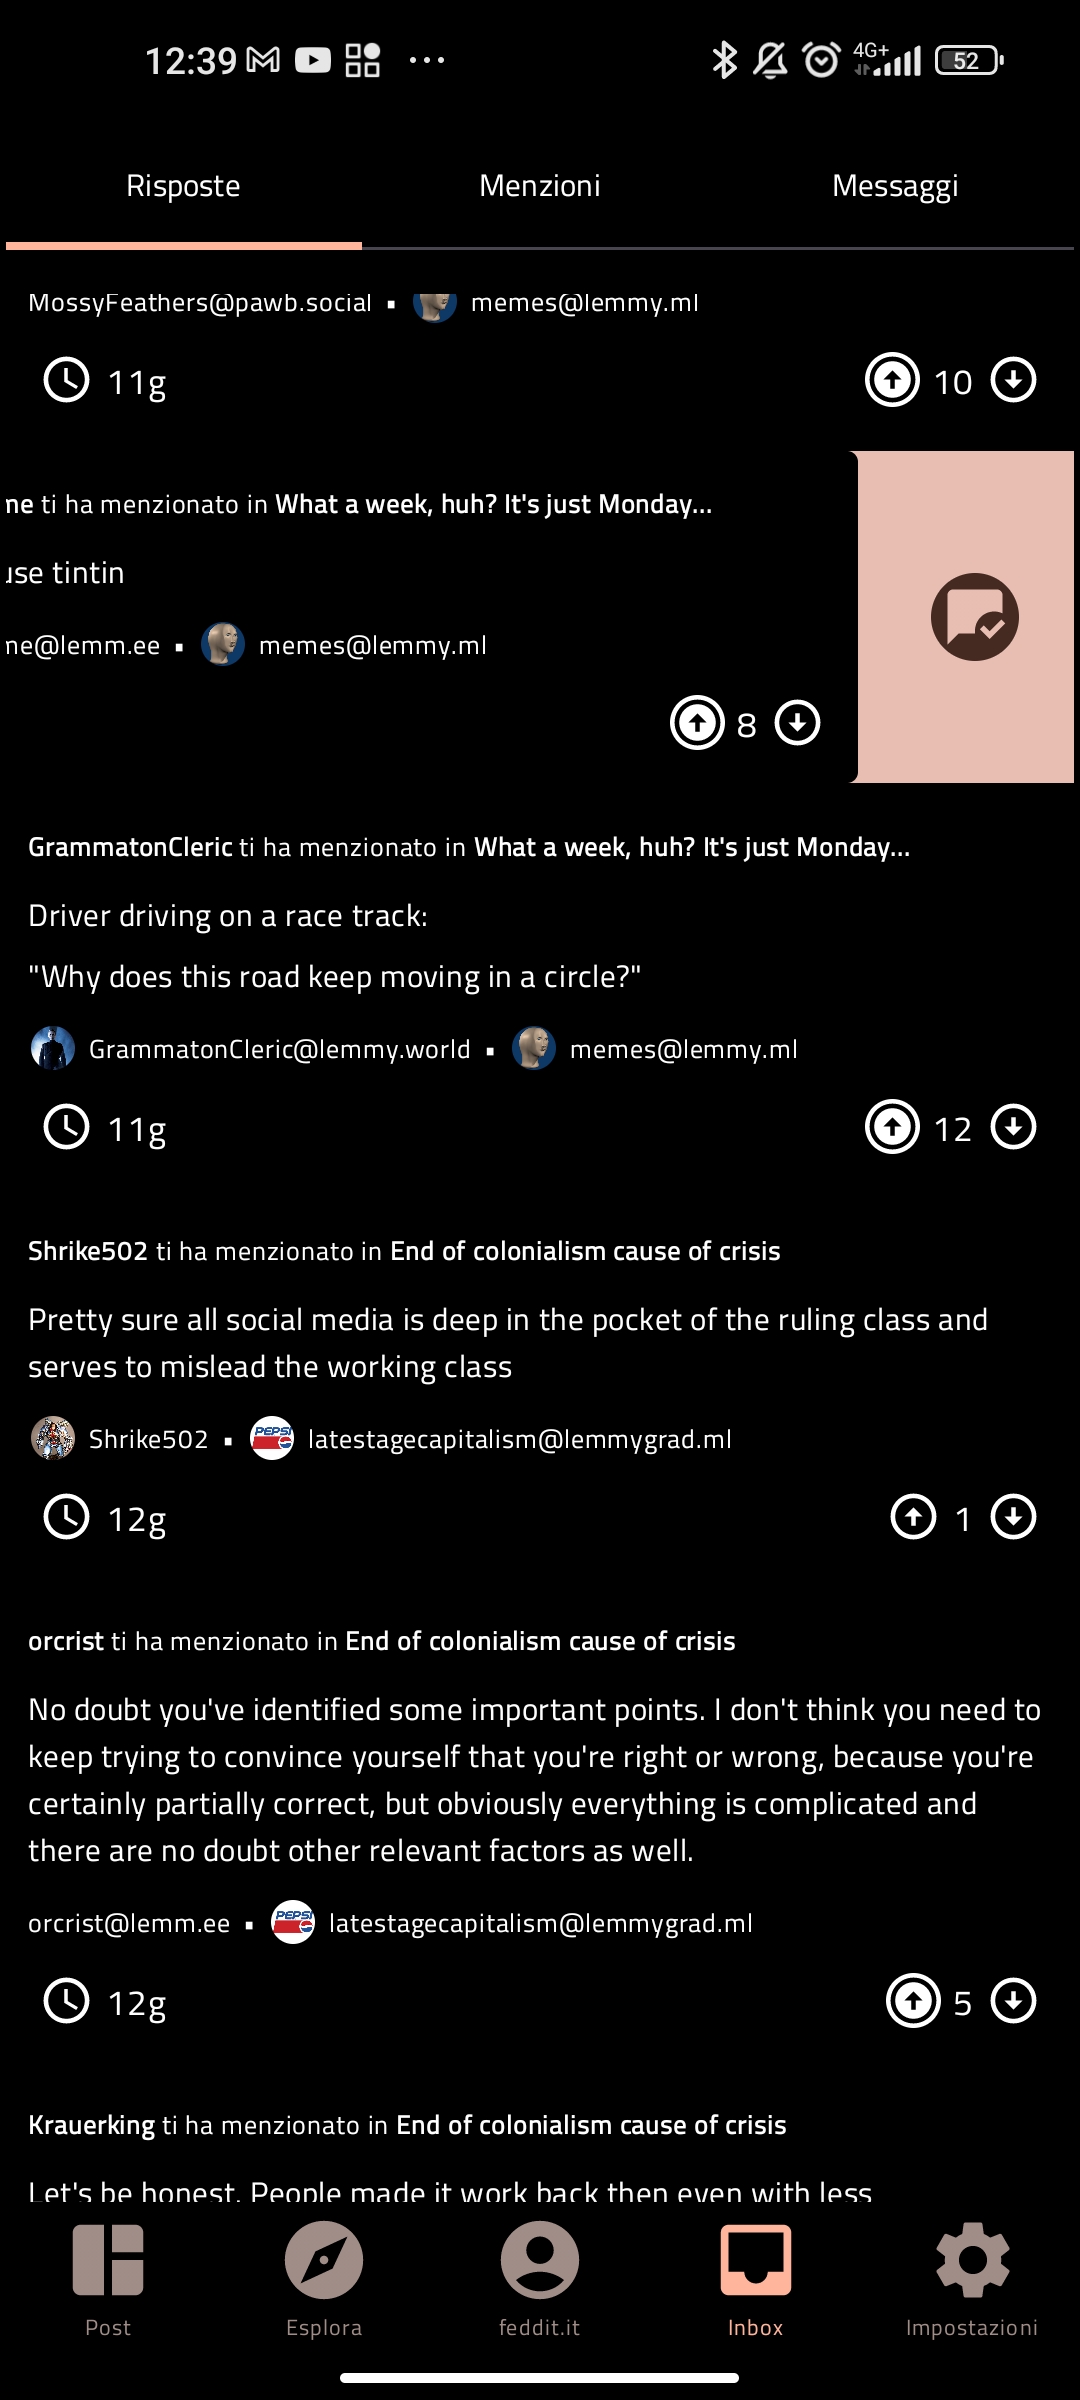 12:39
4G+
52
Risposte
Menzioni
Messaggi
MossyFeathers@pawb.social ▪ memes@lemmy.ml
11g
10
ti ha menzionato in What a week, huh? It's just Monday...
tintin
@lemm.ee ▪ memes@lemmy.ml
8
GrammatonCleric ti ha menzionato in What a week, huh? It's just Monday...
Driver driving on a race track:
"Why does this road keep moving in a circle?"
GrammatonCleric@lemmy.world ▪ memes@lemmy.ml
11g
12
Shrike502 ti ha menzionato in End of colonialism cause of crisis
Pretty sure all social media is deep in the pocket of the ruling class and
serves to mislead the working class
Shrike502 ▪ PEPSI latestagecapitalism@lemmygrad.ml
12g
1
orcrist ti ha menzionato in End of colonialism cause of crisis
No doubt you've identified some important points. I don't think you need to
keep trying to convince yourself that you're right or wrong, because you're
certainly partially correct, but obviously everything is complicated and
there are no doubt other relevant factors as well.
orcrist@lemm.ee ▪ PEPSI latestagecapitalism@lemmygrad.ml
12g
5
Krauerking ti ha menzionato in End of colonialism cause of crisis
Let's be honest. People made it work back then even with less
Post
Esplora
feddit.it
Inbox
Impostazioni